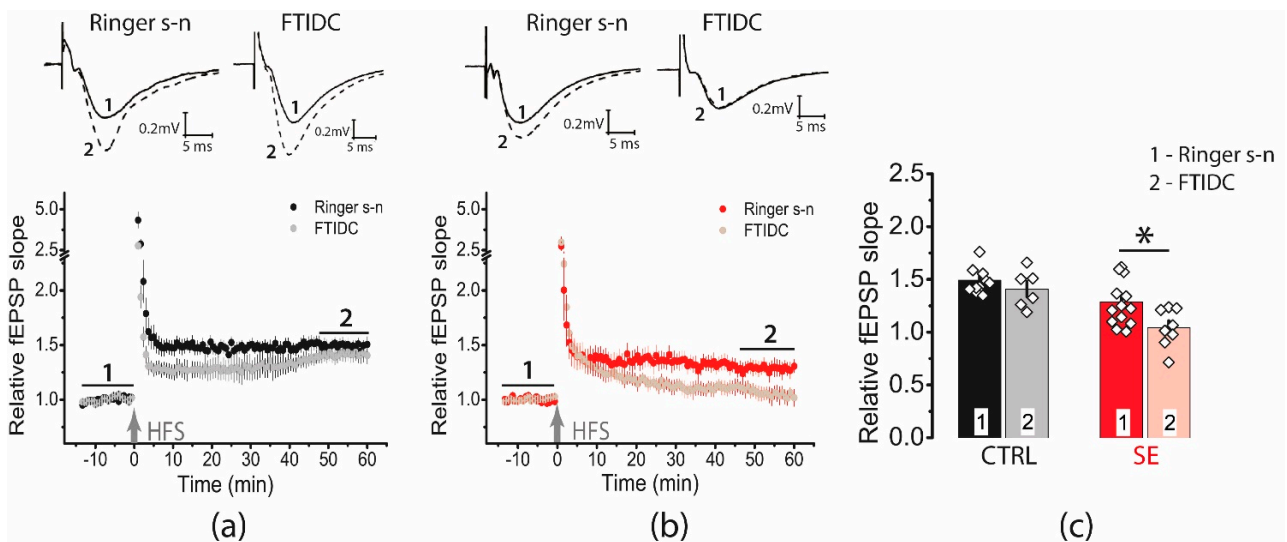 Ringer s-n
FTIDC
1
2
0.2mV
5 ms
1
2
0.2mV
5 ms
Relative fEPSP slope
5.0
2.5
2.0
1.5
1.0
Ringer s-n
FTIDC
1
2
HFS
-10 0 10 20 30 40 50 60
Time (min)
(a)
Ringer s-n
FTIDC
1
2
0.2mV
5 ms
1
2
0.2mV
5 ms
Relative fEPSP slope
5.0
2.5
2.0
1.5
1.0
Ringer s-n
FTIDC
1
2
HFS
-10 0 10 20 30 40 50 60
Time (min)
(b)
1 - Ringer s-n
2 - FTIDC
Relative fEPSP slope
2.5
2.0
1.5
1.0
0.5
0.0
*
1 2 1 2
CTRL SE
(c)